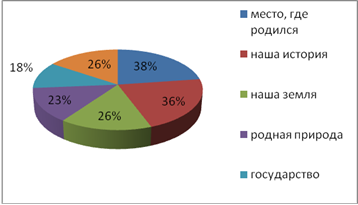 38%
36%
26%
23%
18%
26%
место, где
родился
наша история
наша земля
родная природа
государство